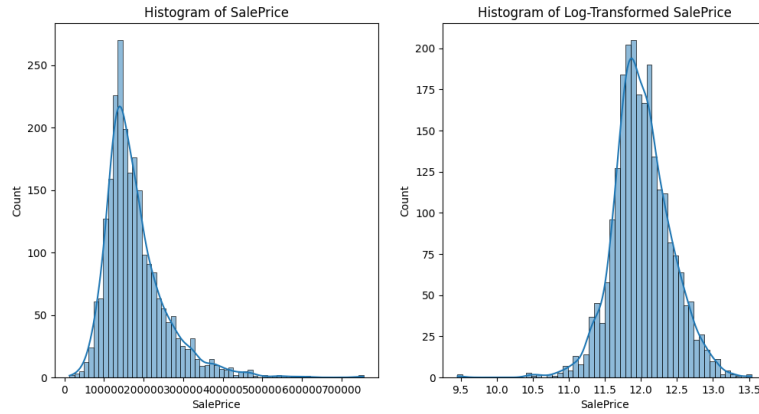 Histogram of SalePrice
Histogram of Log-Transformed SalePrice
250
200
150
100
50
0
Count
0 100000200000300000400000500000600000700000
SalePrice
200
175
150
125
100
75
50
25
0
Count
9.5 10.0 10.5 11.0 11.5 12.0 12.5 13.0 13.5
SalePrice